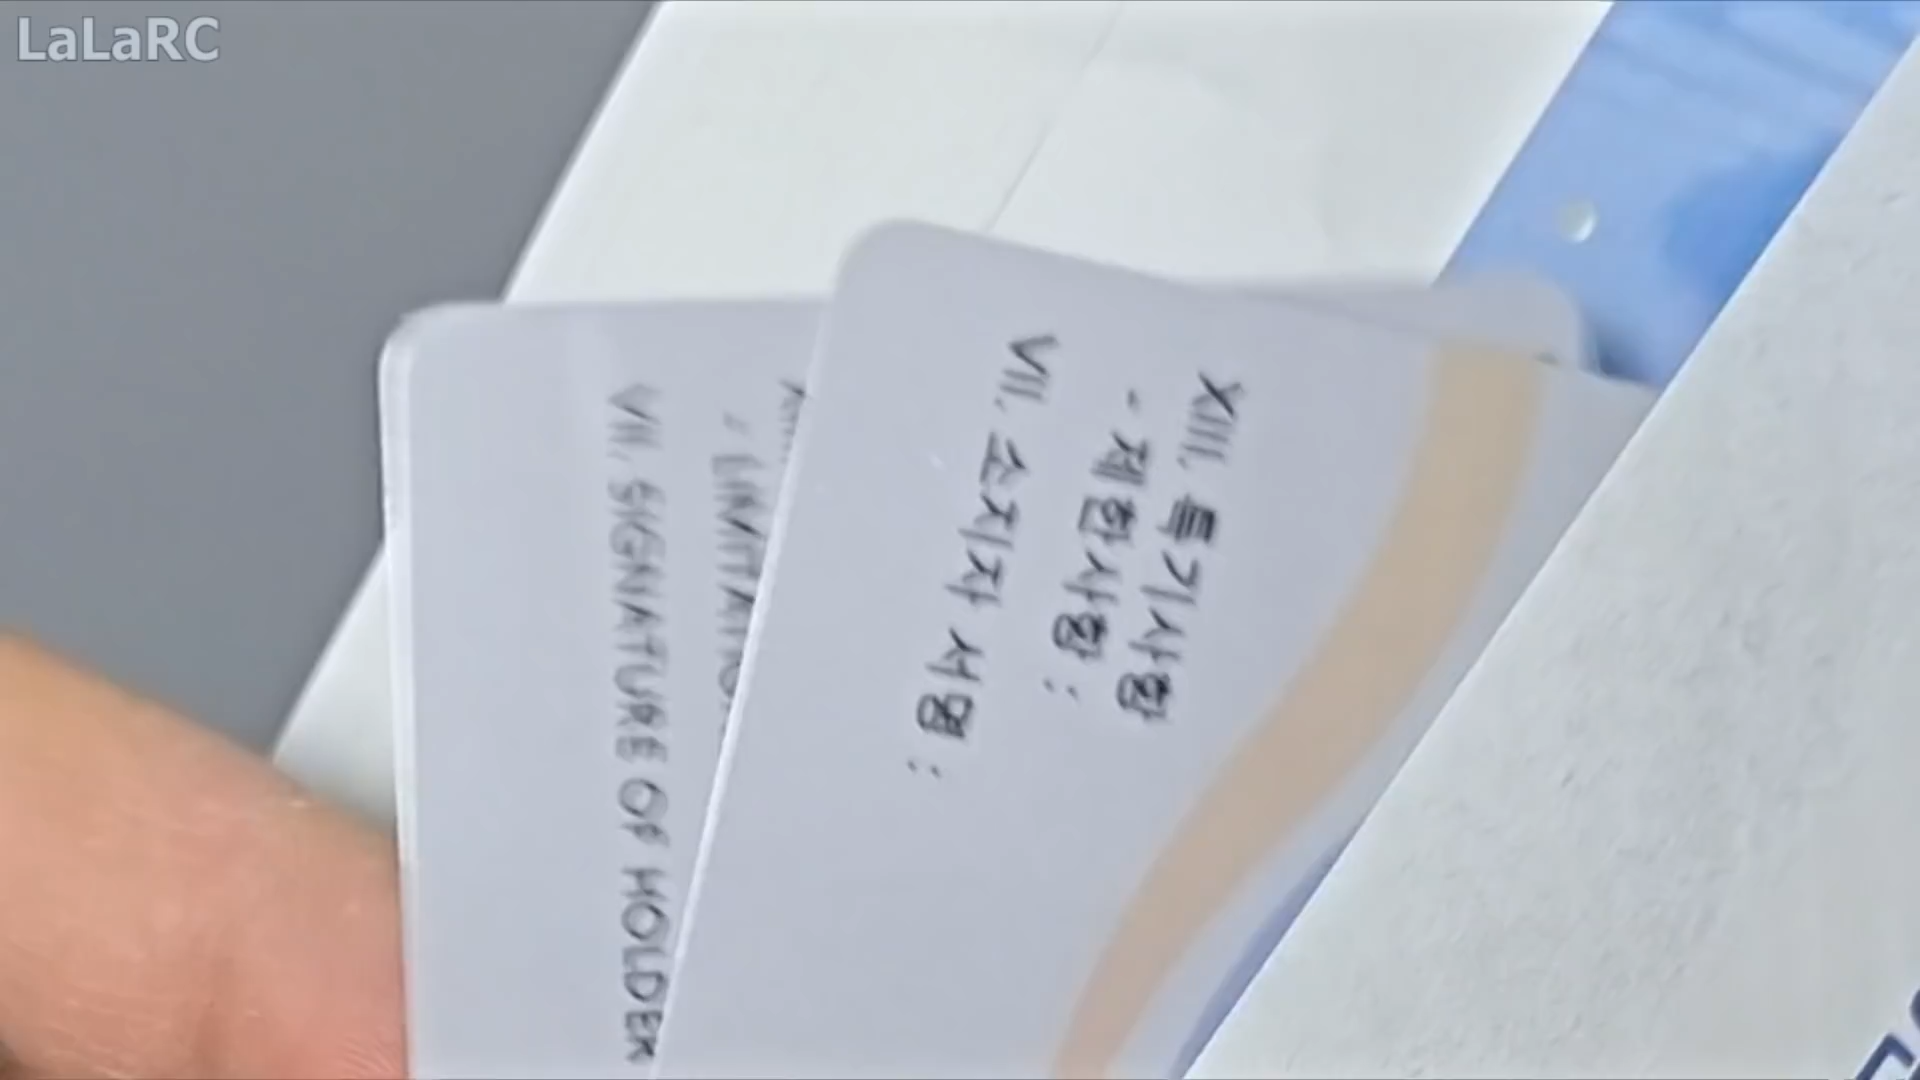 LaLaRC
XIII. 특기사항
- 제한사항 :
VII. 소지자 서명 :
VII. SIGNATURE OF HOLDER